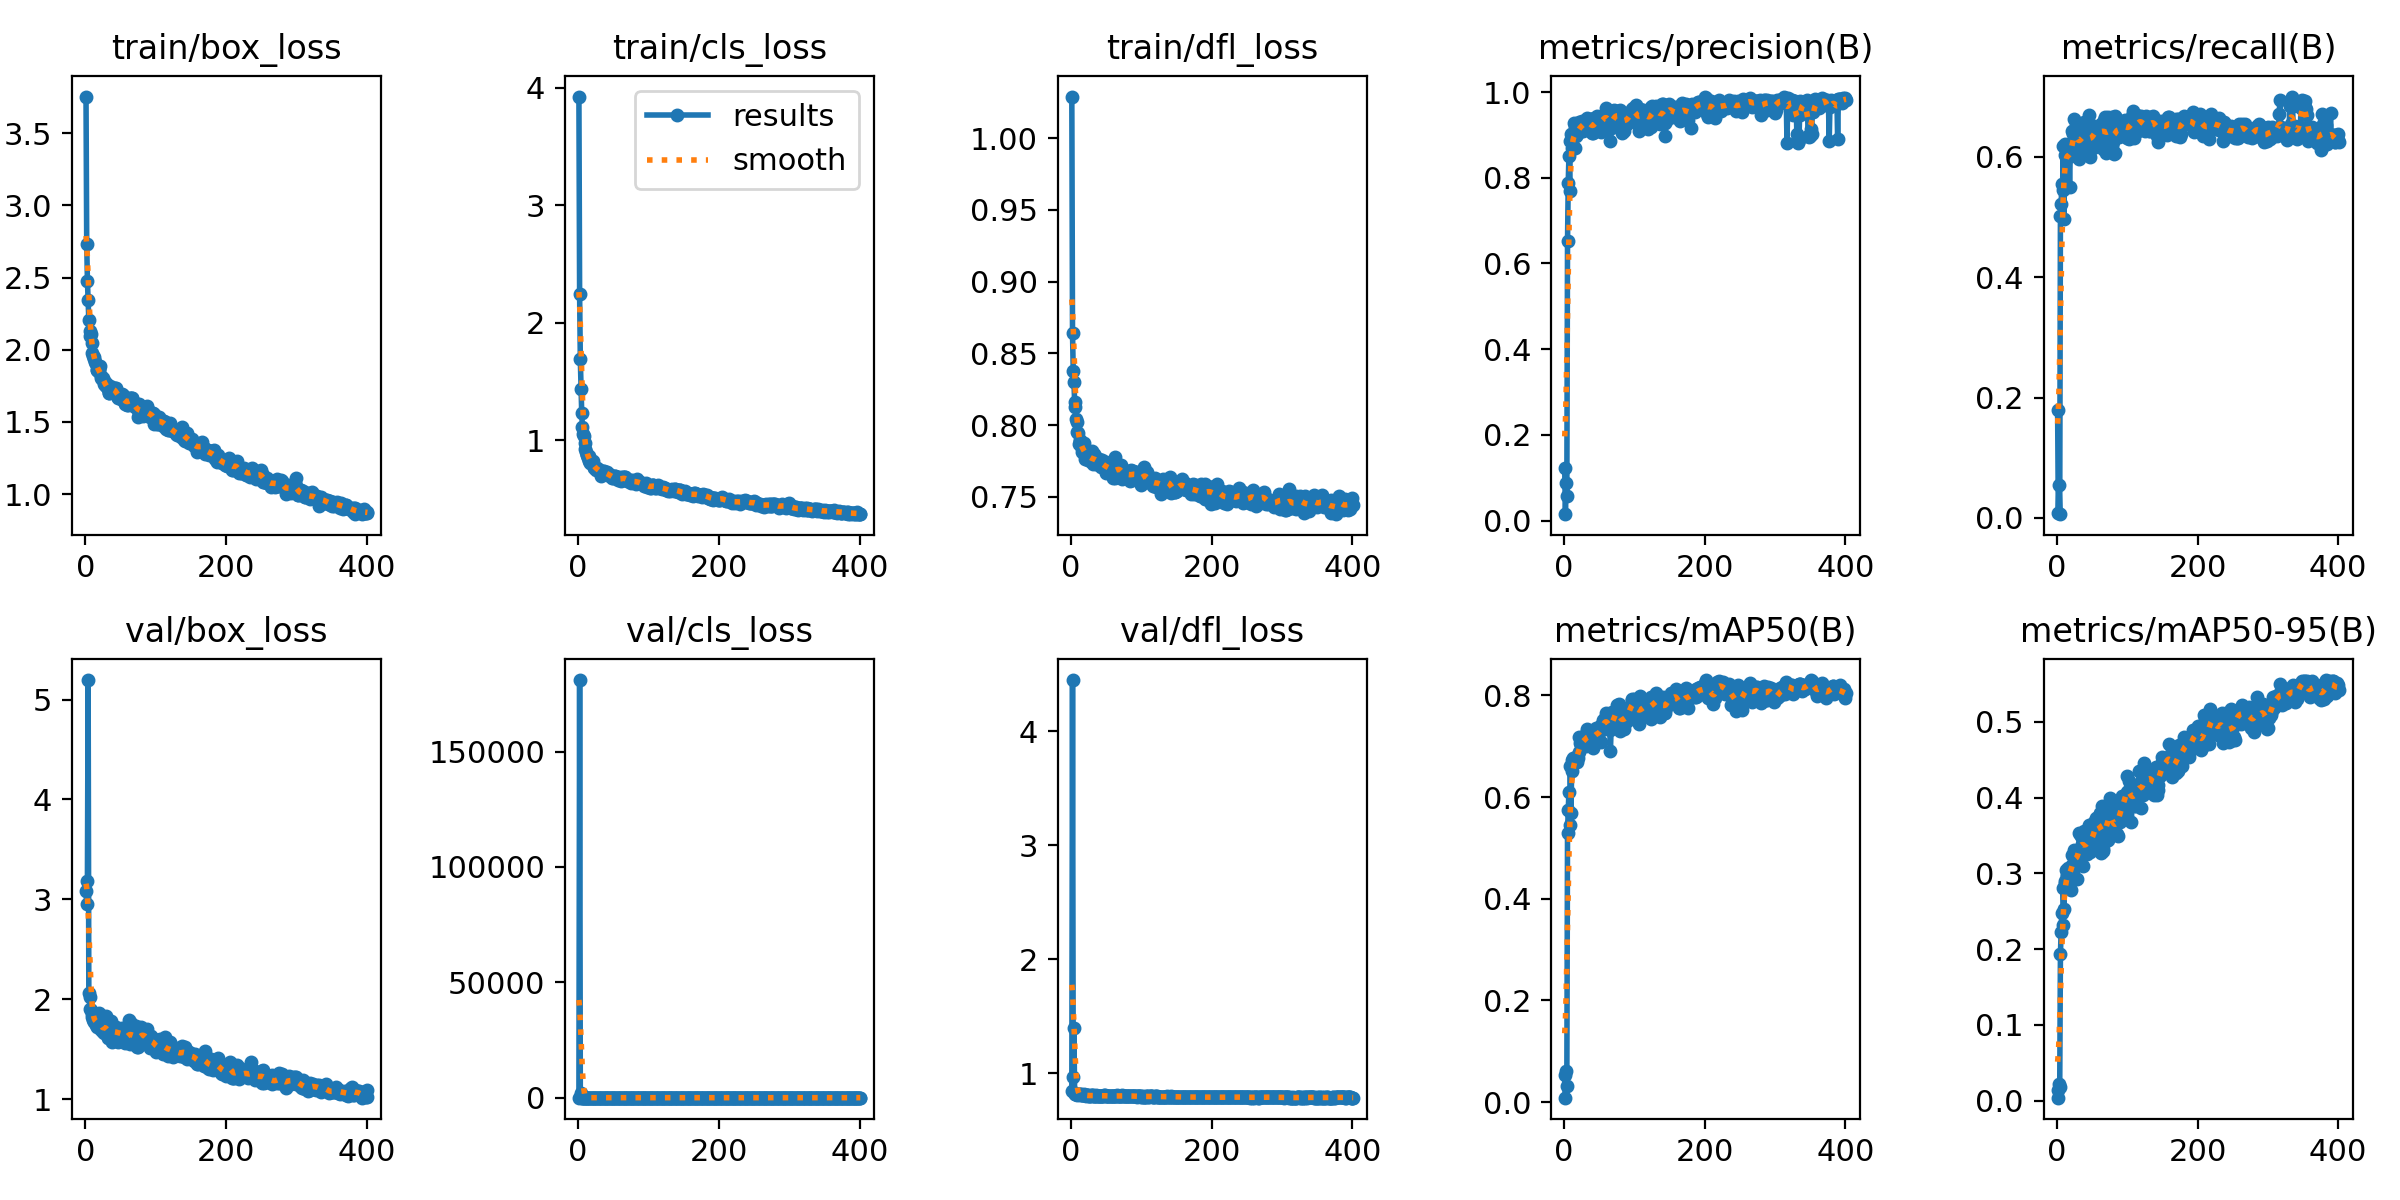 train/box_loss
3.5
3.0
2.5
2.0
1.5
1.0
0 200 400
train/cls_loss
results
smooth
4
3
2
1
0 200 400
train/dfl_loss
1.00
0.95
0.90
0.85
0.80
0.75
0 200 400
metrics/precision(B)
1.0
0.8
0.6
0.4
0.2
0.0
0 200 400
metrics/recall(B)
0.6
0.4
0.2
0.0
0 200 400
val/box_loss
5
4
3
2
1
0 200 400
val/cls_loss
150000
100000
50000
0
0 200 400
val/dfl_loss
4
3
2
1
0 200 400
metrics/mAP50(B)
0.8
0.6
0.4
0.2
0.0
0 200 400
metrics/mAP50-95(B)
0.5
0.4
0.3
0.2
0.1
0.0
0 200 400